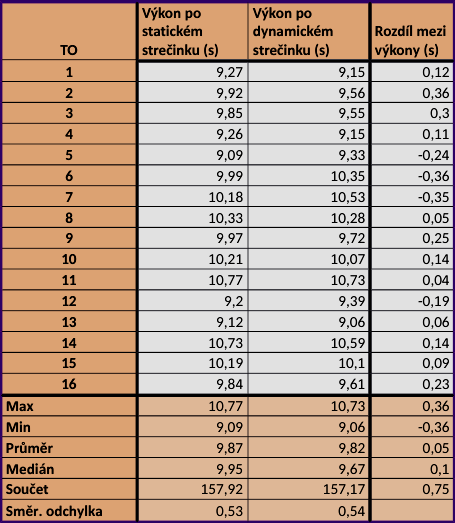 TO Výkon po statickém strečinku (s) Výkon po dynamickém strečinku (s) Rozdíl mezi výkony (s)
1 9,27 9,15 0,12
2 9,92 9,56 0,36
3 9,85 9,55 0,3
4 9,26 9,15 0,11
5 9,09 9,33 -0,24
6 9,99 10,35 -0,36
7 10,18 10,53 -0,35
8 10,33 10,28 0,05
9 9,97 9,72 0,25
10 10,21 10,07 0,14
11 10,77 10,73 0,04
12 9,2 9,39 -0,19
13 9,12 9,06 0,06
14 10,73 10,59 0,14
15 10,19 10,1 0,09
16 9,84 9,61 0,23
Max 10,77 10,73 0,36
Min 9,09 9,06 -0,36
Průměr 9,87 9,82 0,05
Medián 9,95 9,67 0,1
Součet 157,92 157,17 0,75
Směr. odchylka 0,53 0,54